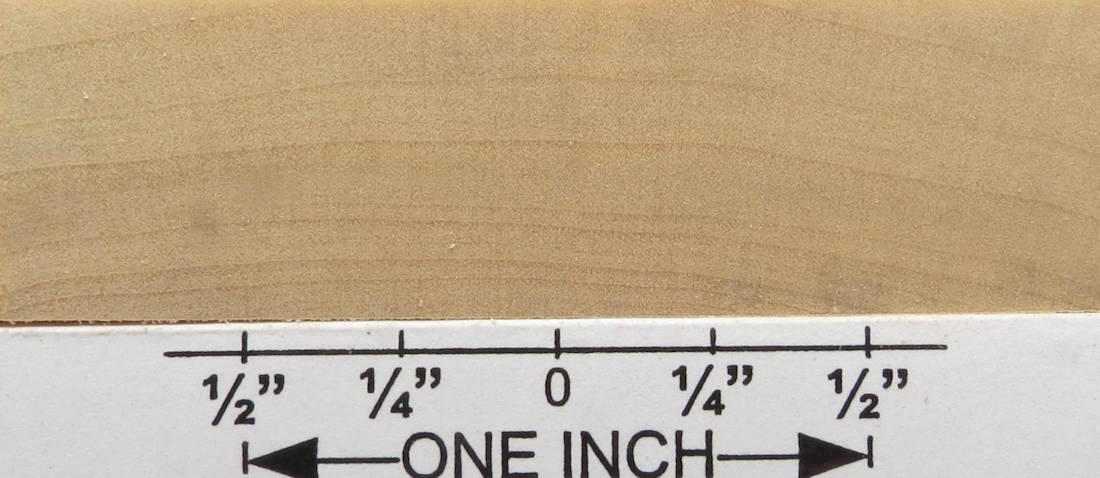 ½” ¼” 0 ¼” ½”
ONE INCH